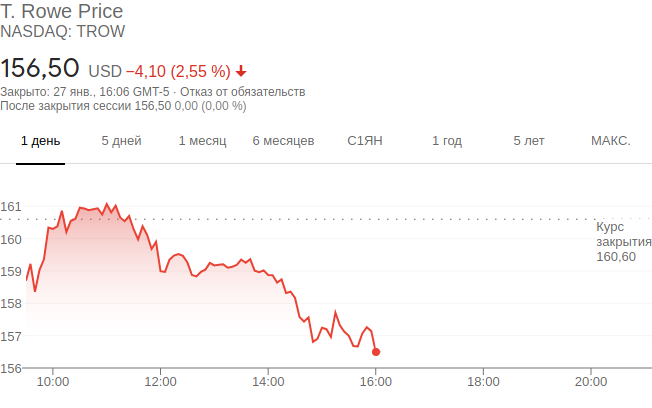 T. Rowe Price
NASDAQ: TROW
156,50 USD −4,10 (2,55 %)
Закрыто: 27 янв., 16:06 GMT-5 · Отказ от обязательств
После закрытия сессии 156,50 0,00 (0,00 %)
1 день 5 дней 1 месяц 6 месяцев С1ЯН 1 год 5 лет МАКС.
161
Курс
закрытия
160,60
160
159
158
157
156
10:00 12:00 14:00 16:00 18:00 20:00